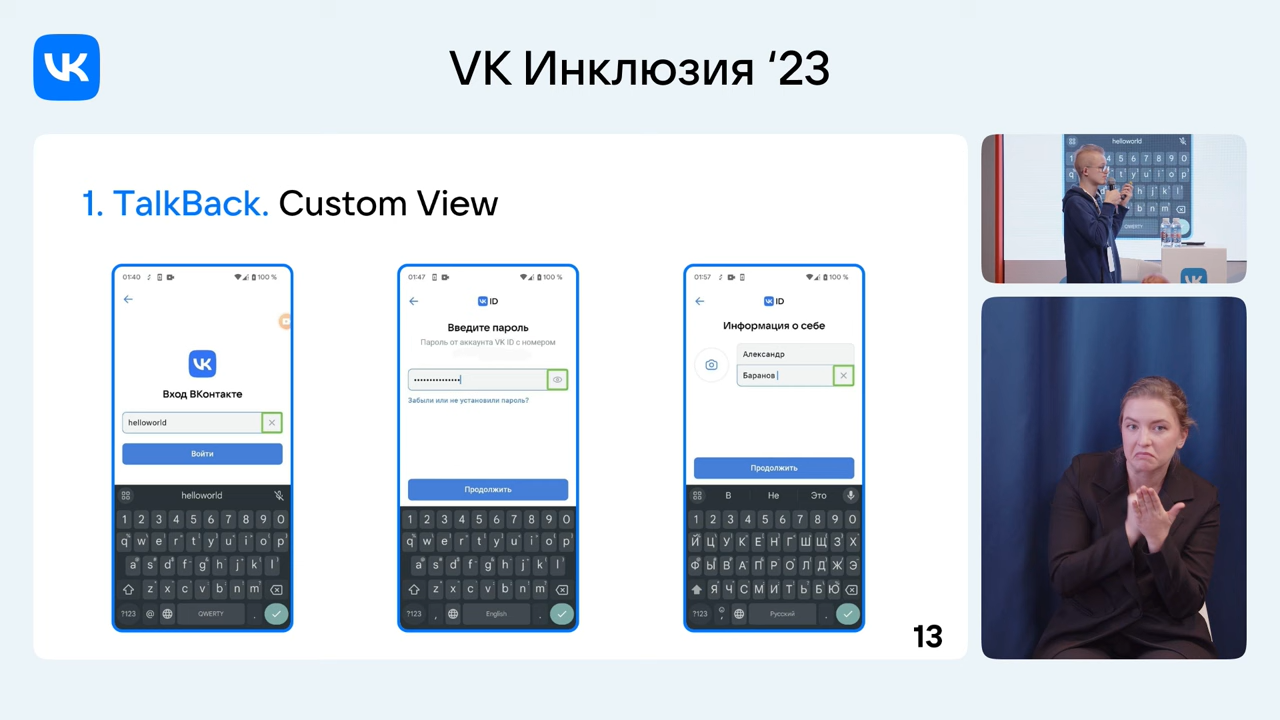 VK Инклюзия ‘23
1. TalkBack. Custom View
01:40 100 %
Вход ВКонтакте
helloworld
Войти
helloworld
1 2 3 4 5 6 7 8 9 0
q w e r t y u i o p
a s d f g h j k l
z x c v b n m
?123 @ QWERTY .
01:47 100 %
VK ID
Введите пароль
Пароль от аккаунта VK ID с номером
••••••••••••••
Забыли или не установили пароль?
Продолжить
1 2 3 4 5 6 7 8 9 0
q w e r t y u i o p
a s d f g h j k l
z x c v b n m
?123 , English .
01:57 100 %
VK ID
Информация о себе
Александр
Баранов
Продолжить
В Не Это
1 2 3 4 5 6 7 8 9 0
Й Ц У К Е Н Г Ш Щ З Х
Ф Ы В А П Р О Л Д Ж Э
Я Ч С М И Т Ь Б Ю
?123 , Русский .
13
helloworld
QWERTY